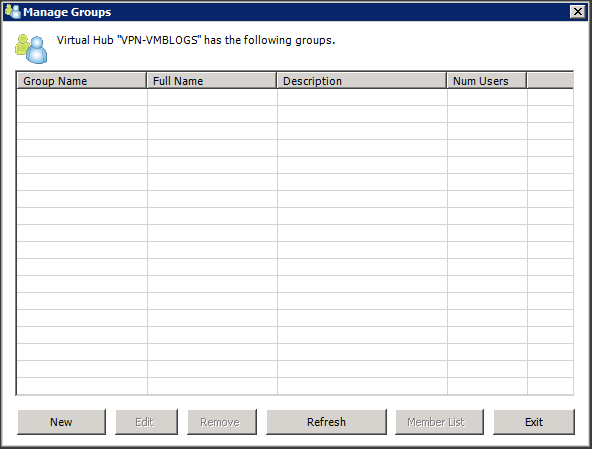 Manage Groups
Virtual Hub "VPN-VMBLOGS" has the following groups.
Group Name Full Name Description Num Users
New Edit Remove Refresh Member List Exit